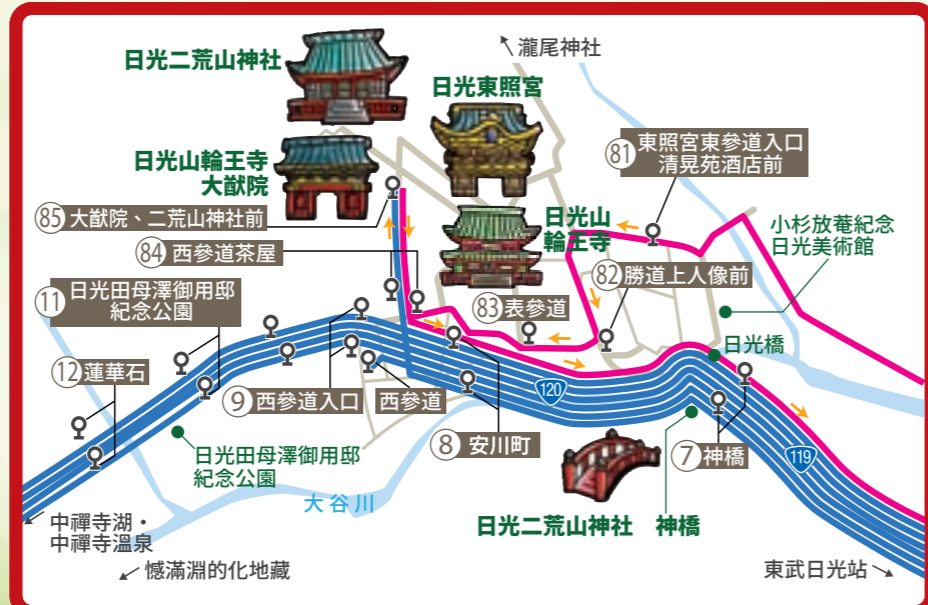 瀧尾神社
日光二荒山神社
日光東照宮
81 東照宮東參道入口
清晃苑酒店前
日光山輪王寺
大猷院
85 大猷院、二荒山神社前
日光山
輪王寺
小杉放菴紀念
日光美術館
84 西參道茶屋
82 勝道上人像前
11 日光田母澤御用邸
紀念公園
83 表參道
日光橋
12 蓮華石
9 西參道入口
西參道
120
8 安川町
7 神橋
119
日光田母澤御用邸
紀念公園
大谷川
日光二荒山神社 神橋
中禪寺湖・
中禪寺溫泉
憾滿淵的化地藏
東武日光站